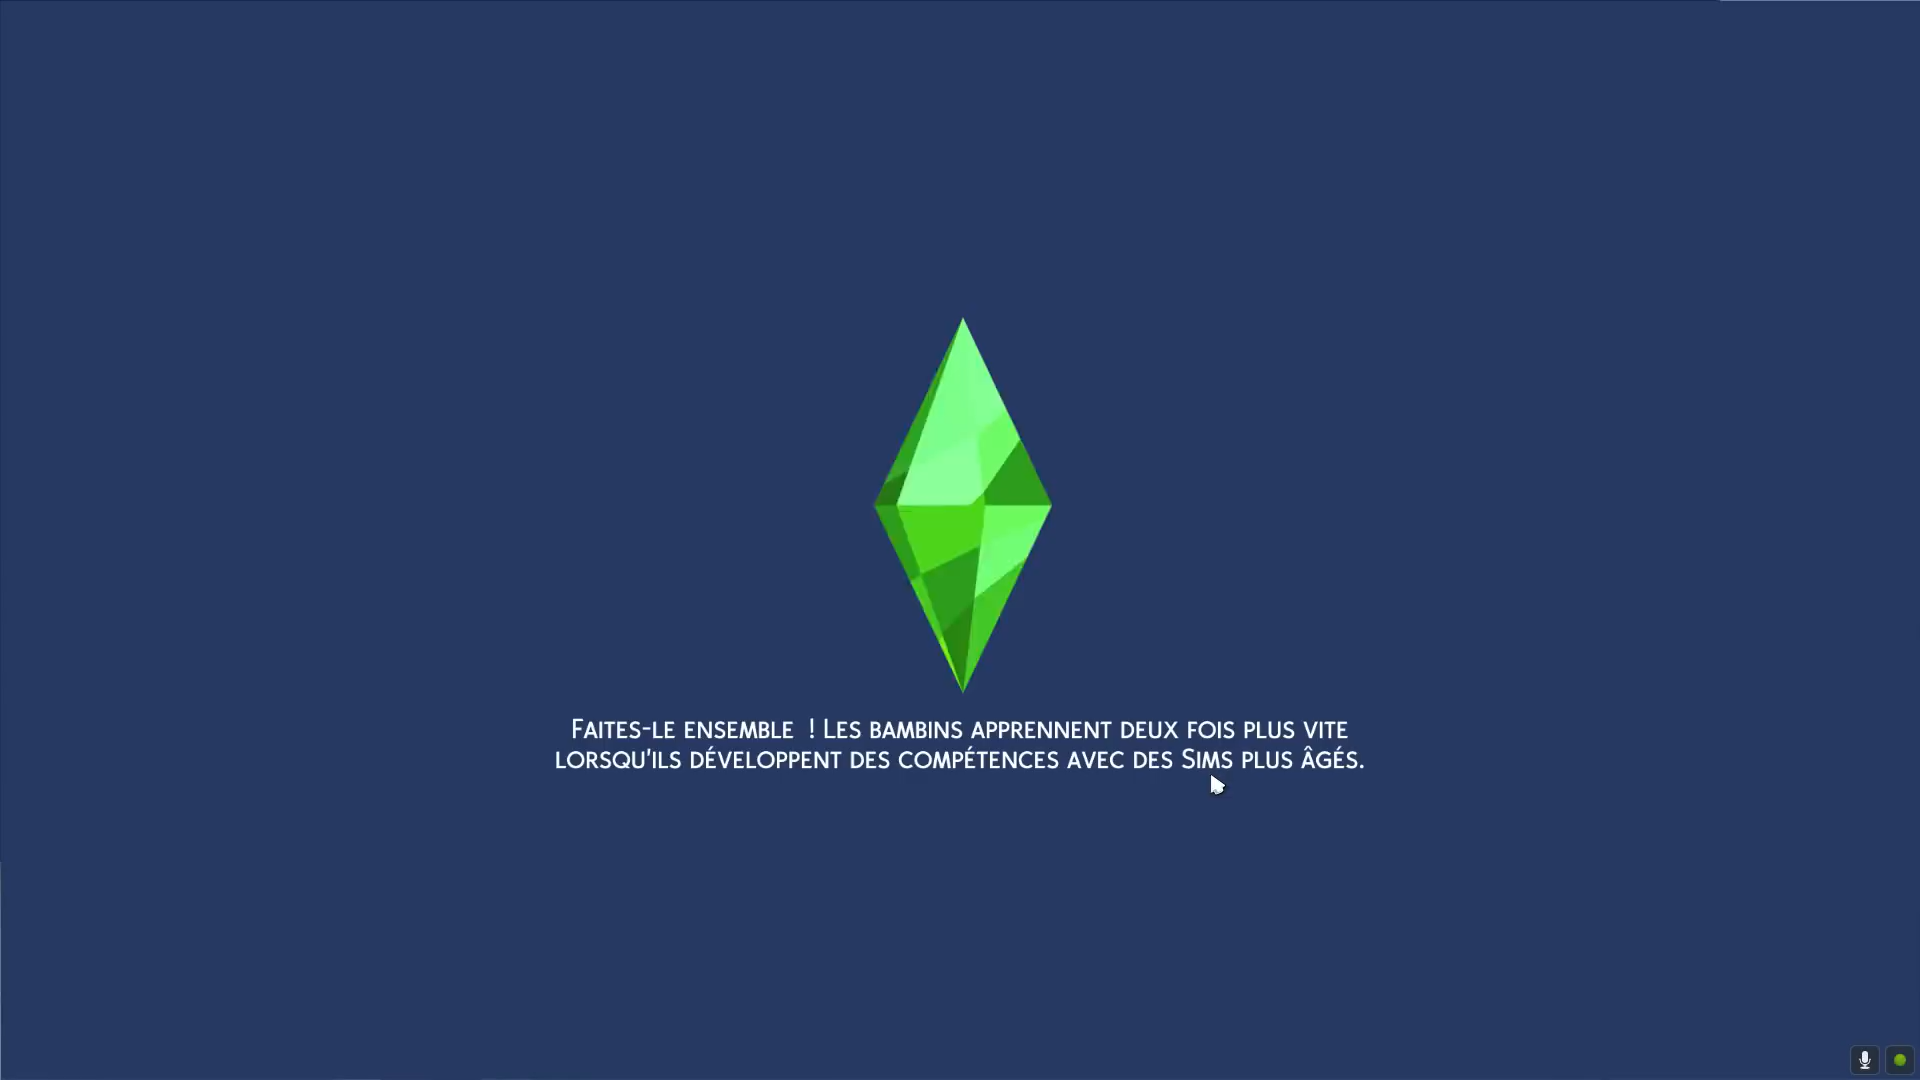 Faites-le ensemble  ! Les bambins apprennent deux fois plus vite
lorsqu'ils développent des compétences avec des Sims plus âgés.